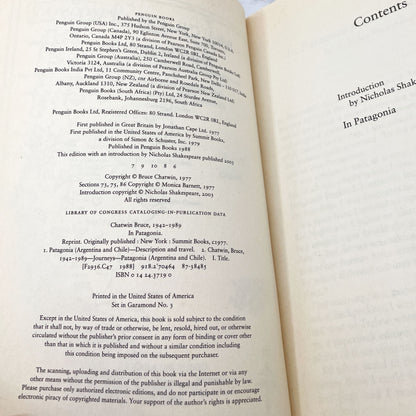 PENGUIN BOOKS
Published by the Penguin Group
Penguin Group (USA) Inc., 375 Hudson Street, New York, New York 10014, U.S.A.
Penguin Group (Canada), 90 Eglinton Avenue East, Suite 700, Toronto,
Ontario, Canada M4P 2Y3 (a division of Pearson Penguin Canada Inc.)
Penguin Books Ltd, 80 Strand, London WC2R 0RL, England
Penguin Ireland, 25 St Stephen's Green, Dublin 2, Ireland (a division of Penguin Books Ltd)
Penguin Group (Australia), 250 Camberwell Road, Camberwell,
Victoria 3124, Australia (a division of Pearson Australia Group Pty Ltd)
Penguin Books India Pvt Ltd, 11 Community Centre, Panchsheel Park, New Delhi
Penguin Group (NZ), cnr Airborne and Rosedale Roads,
Albany, Auckland 1310, New Zealand (a division of Pearson New Zealand Ltd)
Penguin Books (South Africa) (Pty) Ltd, 24 Sturdee Avenue,
Rosebank, Johannesburg 2196, South Africa
Penguin Books Ltd, Registered Offices: 80 Strand, London WC2R 0RL, England
First published in Great Britain by Jonathan Cape Ltd. 1977
First published in the United States of America by Summit Books,
a division of Simon & Schuster, Inc. 1979
Published in Penguin Books 1988
This edition with an introduction by Nicholas Shakespeare published 2003
7 9 10 8 6
Copyright © Bruce Chatwin, 1977
Sections 73, 75, 86 Copyright © Monica Barnett, 1977
Introduction copyright © Nicholas Shakespeare, 2003
All rights reserved
LIBRARY OF CONGRESS CATALOGING-IN-PUBLICATION DATA
Chatwin Bruce, 1942–1989
In Patagonia.
Reprint. Originally published: New York : Summit Books, c1977.
1. Patagonia (Argentina and Chile)—Description and travel. 2. Chatwin, Bruce,
1942–1989—Journeys—Patagonia (Argentina and Chile). I. Title.
[F2936.C47 1988] 918.2'70464 87-38485
ISBN 0 14 24.3719 0
Printed in the United States of America
Set in Garamond No. 3
Except in the United States of America, this book is sold subject to the condition
that it shall not, by way of trade or otherwise, be lent, resold, hired out, or otherwise
circulated without the publisher's prior consent in any form of binding or cover other
than that in which it is published and without a similar condition including
this condition being imposed on the subsequent purchaser.
The scanning, uploading and distribution of this book via the Internet or via any
other means without the permission of the publisher is illegal and punishable by law.
Please purchase only authorized electronic editions, and do not participate in or encourage
electronic piracy of copyrighted materials. Your support of the author's rights is appreciated.
Contents
Introduction
by Nicholas Shakes
In Patagonia